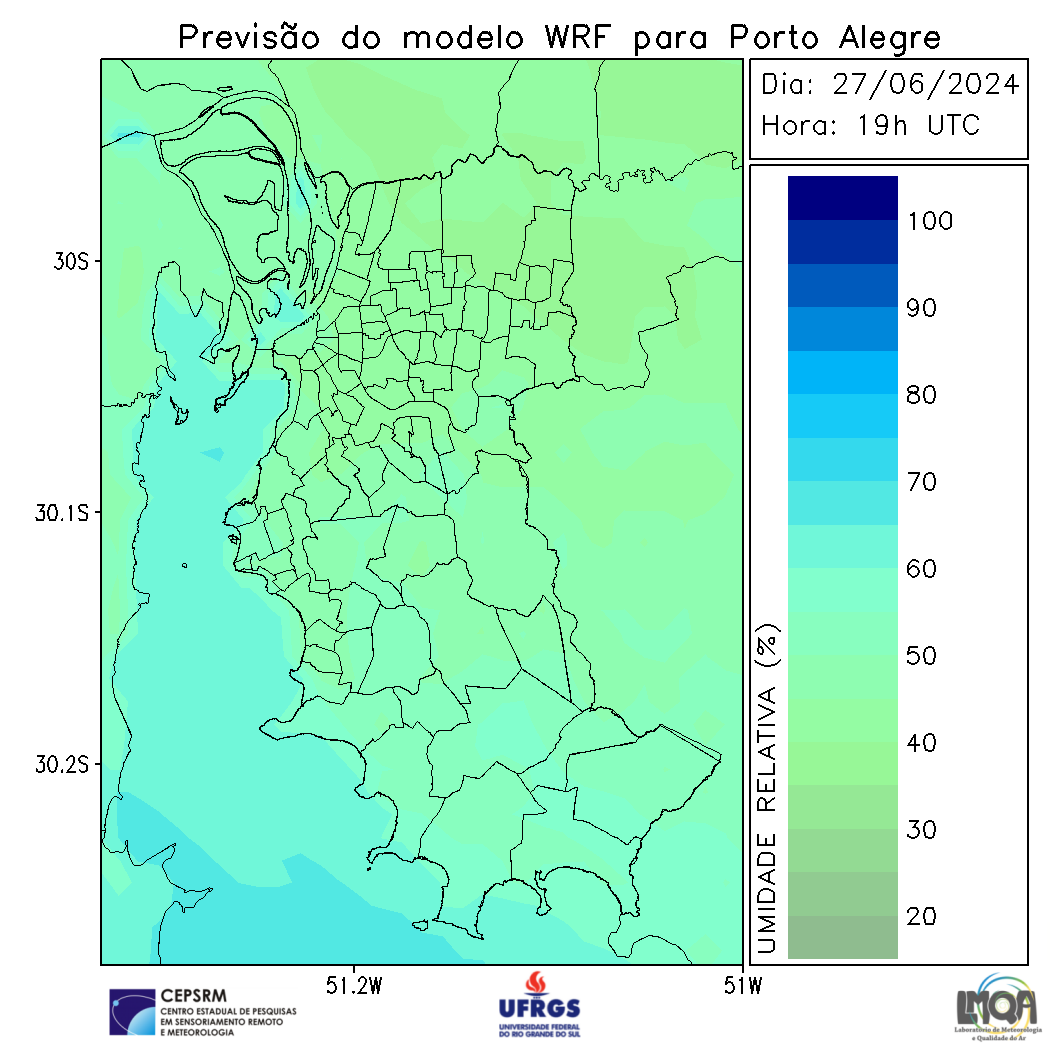 Previsão do modelo WRF para Porto Alegre
Dia: 27/06/2024
Hora: 19h UTC
30S
30.1S
30.2S
51.2W
51W
100
90
80
70
60
50
40
30
20
UMIDADE RELATIVA (%)
CEPSRM
CENTRO ESTADUAL DE PESQUISAS
EM SENSORIAMENTO REMOTO
E METEOROLOGIA
UFRGS
UNIVERSIDADE FEDERAL
DO RIO GRANDE DO SUL
LMQA
Laboratório de Meteorologia
e Qualidade do Ar